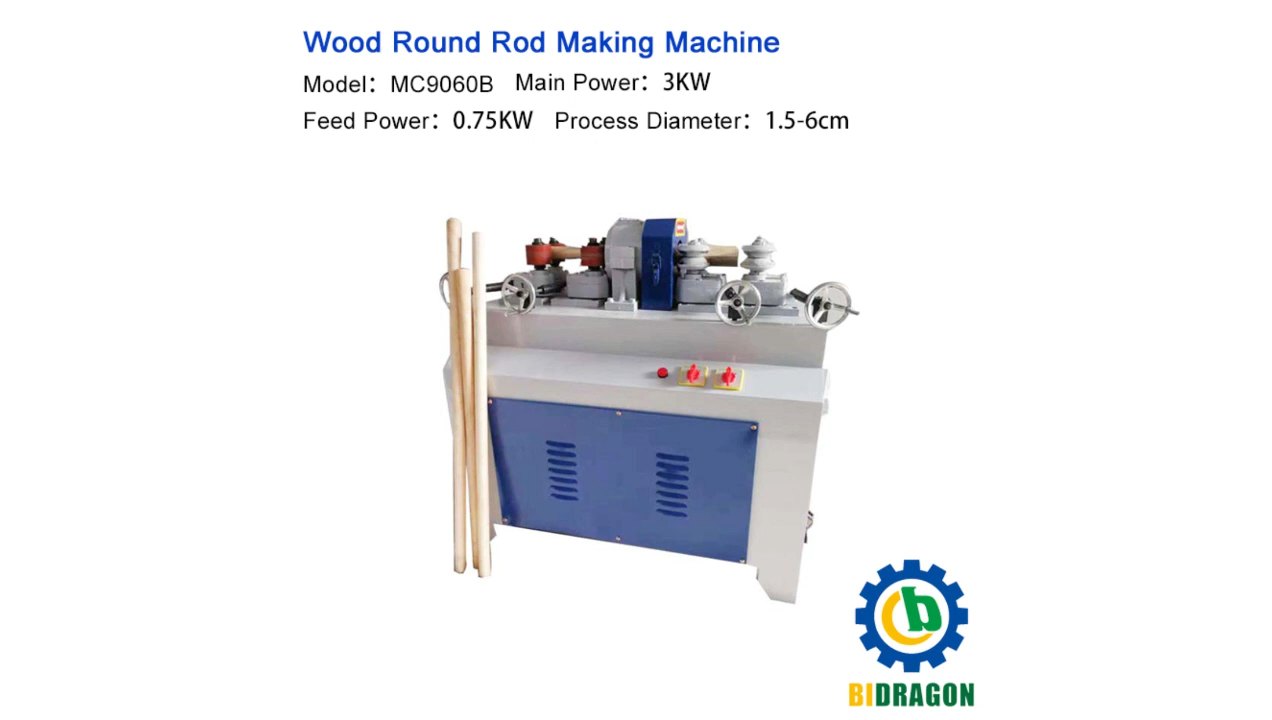 Wood Round Rod Making Machine
Model：MC9060B Main Power：3KW
Feed Power：0.75KW Process Diameter：1.5-6cm
b
BIDRAGON